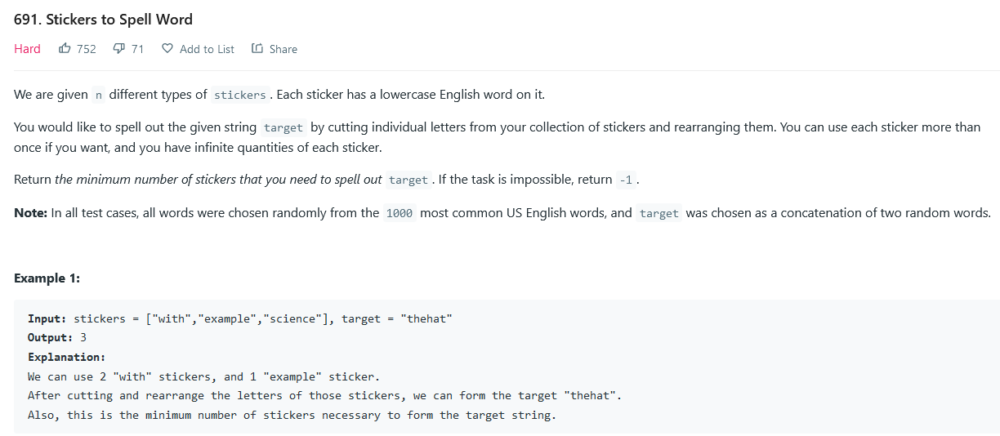 691. Stickers to Spell Word
Hard 752 71 Add to List Share
We are given n different types of stickers. Each sticker has a lowercase English word on it.
You would like to spell out the given string target by cutting individual letters from your collection of stickers and rearranging them. You can use each sticker more than
once if you want, and you have infinite quantities of each sticker.
Return the minimum number of stickers that you need to spell out target. If the task is impossible, return -1.
Note: In all test cases, all words were chosen randomly from the 1000 most common US English words, and target was chosen as a concatenation of two random words.
Example 1:
Input: stickers = ["with","example","science"], target = "thehat"
Output: 3
Explanation:
We can use 2 "with" stickers, and 1 "example" sticker.
After cutting and rearrange the letters of those stickers, we can form the target "thehat".
Also, this is the minimum number of stickers necessary to form the target string.